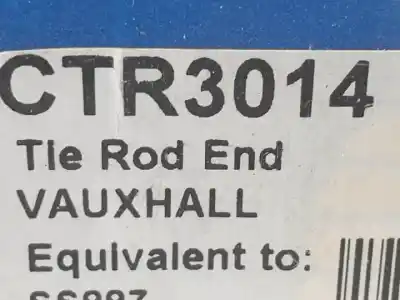 CTR3014
Tie Rod End
VAUXHALL
Equivalent to: